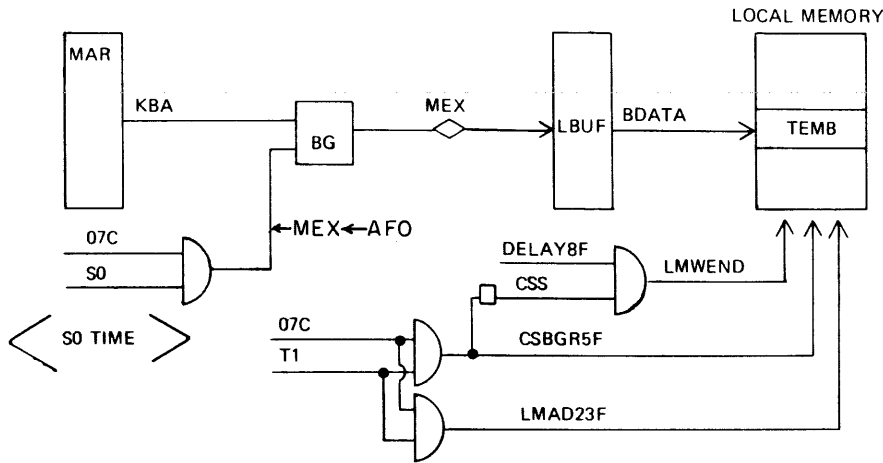 LOCAL MEMORY
MAR
KBA
BG
MEX
LBUF
BDATA
TEMB
←MEX←AFO
07C
S0
S0 TIME
DELAY8F
CSS
LMWEND
07C
T1
CSBGR5F
LMAD23F